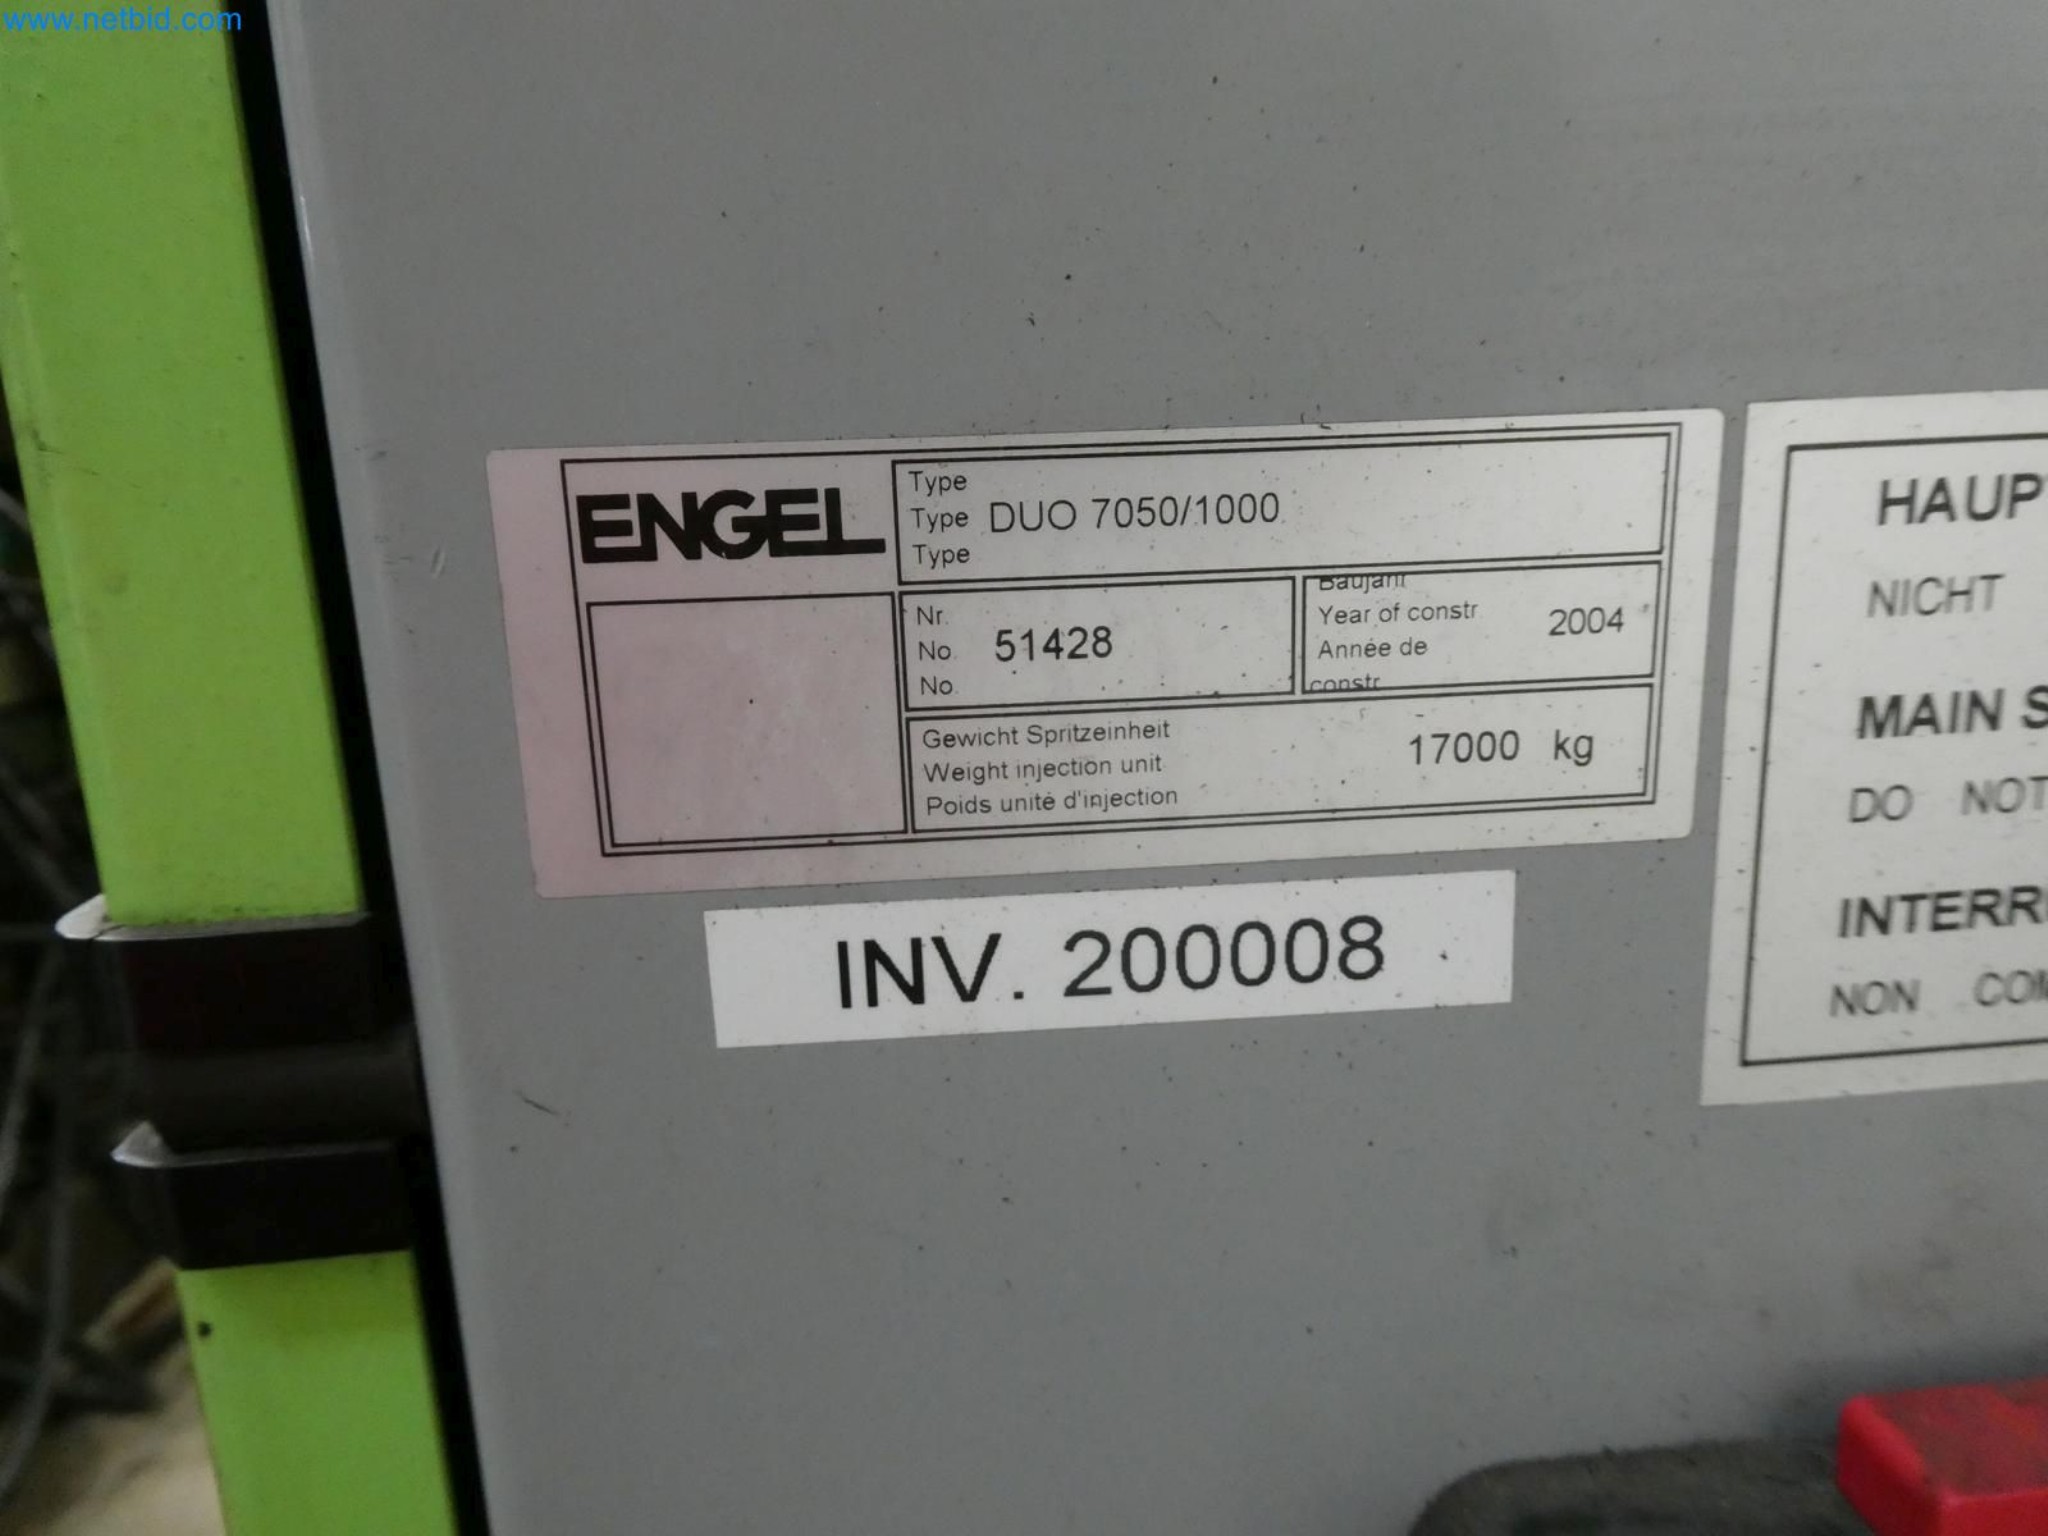 www.netbid.com
ENGEL
Type
Type DUO 7050/1000
Type
Nr.
No. 51428
No.
Baujahr
Year of constr 2004
Année de
constr
Gewicht Spritzeinheit
Weight injection unit 17000 kg
Poids unité d'injection
INV. 200008
HAUPT
NICHT
MAIN S
DO NOT
INTERR
NON COM